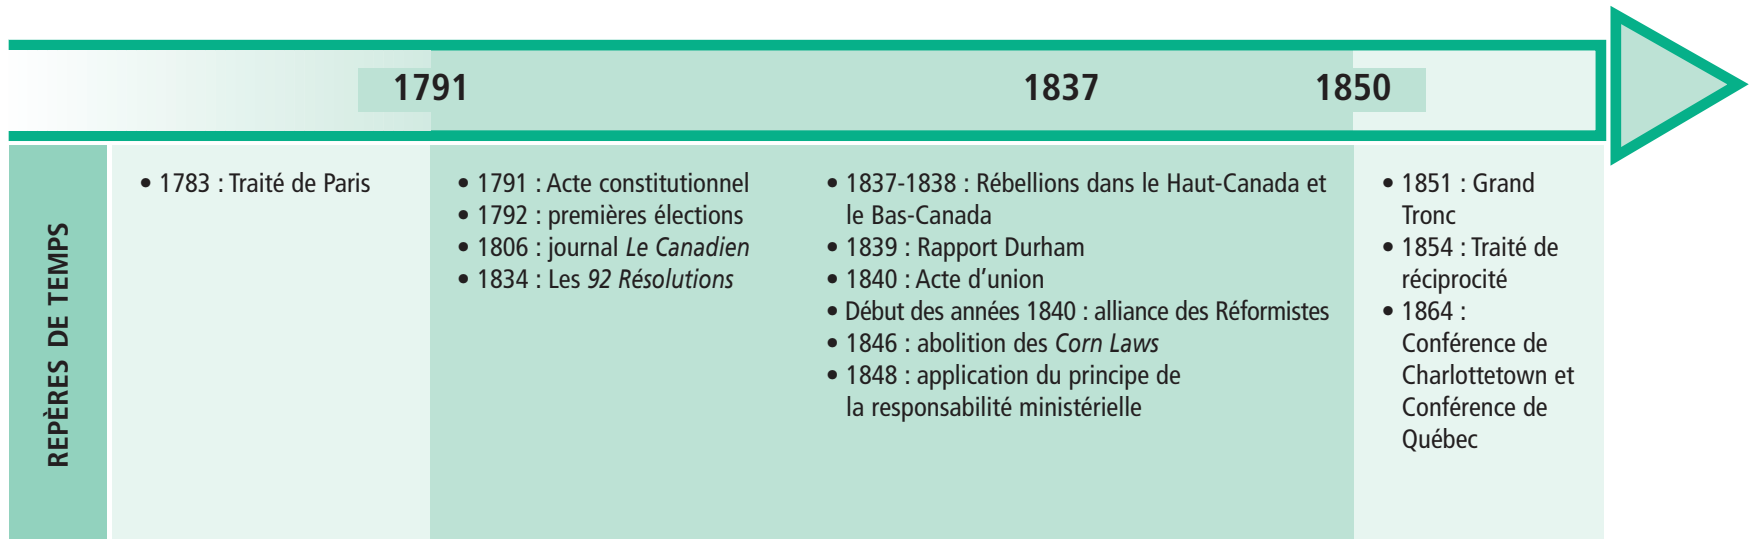 1791
1837
1850
REPÈRES DE TEMPS
• 1783 : Traité de Paris
• 1791 : Acte constitutionnel
• 1792 : premières élections
• 1806 : journal Le Canadien
• 1834 : Les 92 Résolutions
• 1837-1838 : Rébellions dans le Haut-Canada et
le Bas-Canada
• 1839 : Rapport Durham
• 1840 : Acte d’union
• Début des années 1840 : alliance des Réformistes
• 1846 : abolition des Corn Laws
• 1848 : application du principe de
la responsabilité ministérielle
• 1851 : Grand
Tronc
• 1854 : Traité de
réciprocité
• 1864 :
Conférence de
Charlottetown et
Conférence de
Québec